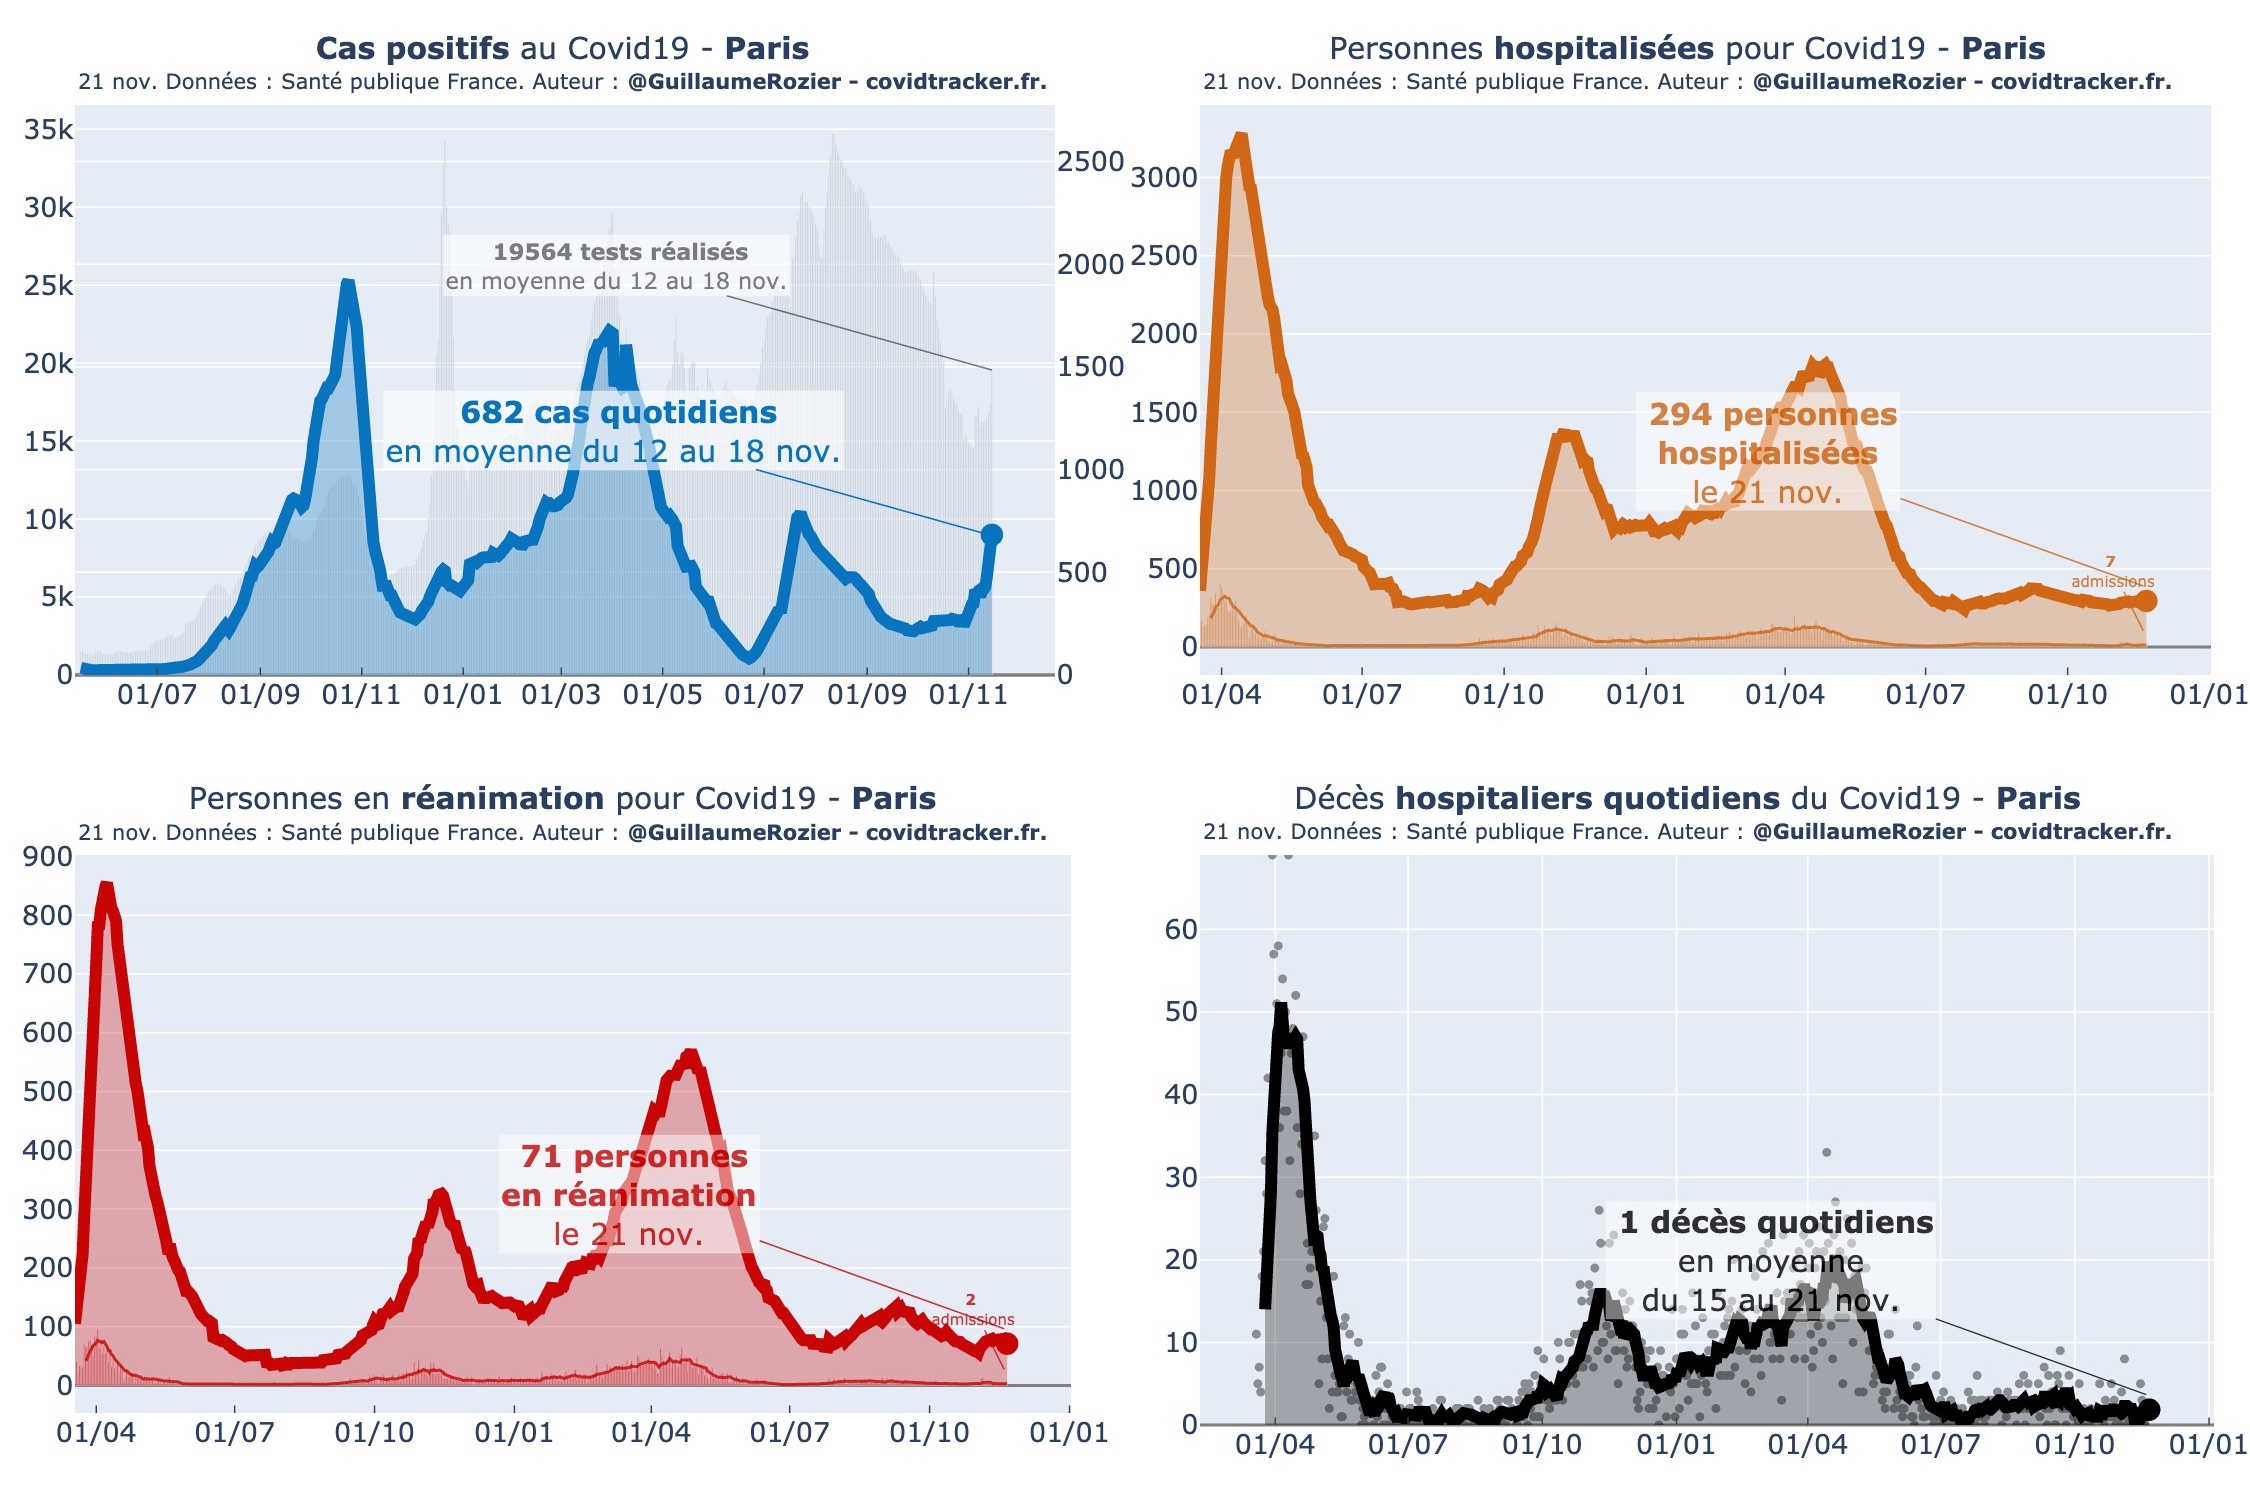 Cas positifs au Covid19 - Paris
21 nov. Données : Santé publique France. Auteur : @GuillaumeRozier - covidtracker.fr.
35k
30k
25k
20k
15k
10k
5k
0
2500
2000
1500
1000
500
0
19564 tests réalisés
en moyenne du 12 au 18 nov.
682 cas quotidiens
en moyenne du 12 au 18 nov.
01/07 01/09 01/11 01/01 01/03 01/05 01/07 01/09 01/11
Personnes hospitalisées pour Covid19 - Paris
21 nov. Données : Santé publique France. Auteur : @GuillaumeRozier - covidtracker.fr.
3000
2500
2000
1500
1000
500
0
294 personnes
hospitalisées
le 21 nov.
7
admissions
01/04 01/07 01/10 01/01 01/04 01/07 01/10 01/01
Personnes en réanimation pour Covid19 - Paris
21 nov. Données : Santé publique France. Auteur : @GuillaumeRozier - covidtracker.fr.
900
800
700
600
500
400
300
200
100
0
71 personnes
en réanimation
le 21 nov.
2
admissions
01/04 01/07 01/10 01/01 01/04 01/07 01/10 01/01
Décès hospitaliers quotidiens du Covid19 - Paris
21 nov. Données : Santé publique France. Auteur : @GuillaumeRozier - covidtracker.fr.
60
50
40
30
20
10
0
1 décès quotidiens
en moyenne
du 15 au 21 nov.
01/04 01/07 01/10 01/01 01/04 01/07 01/10 01/01